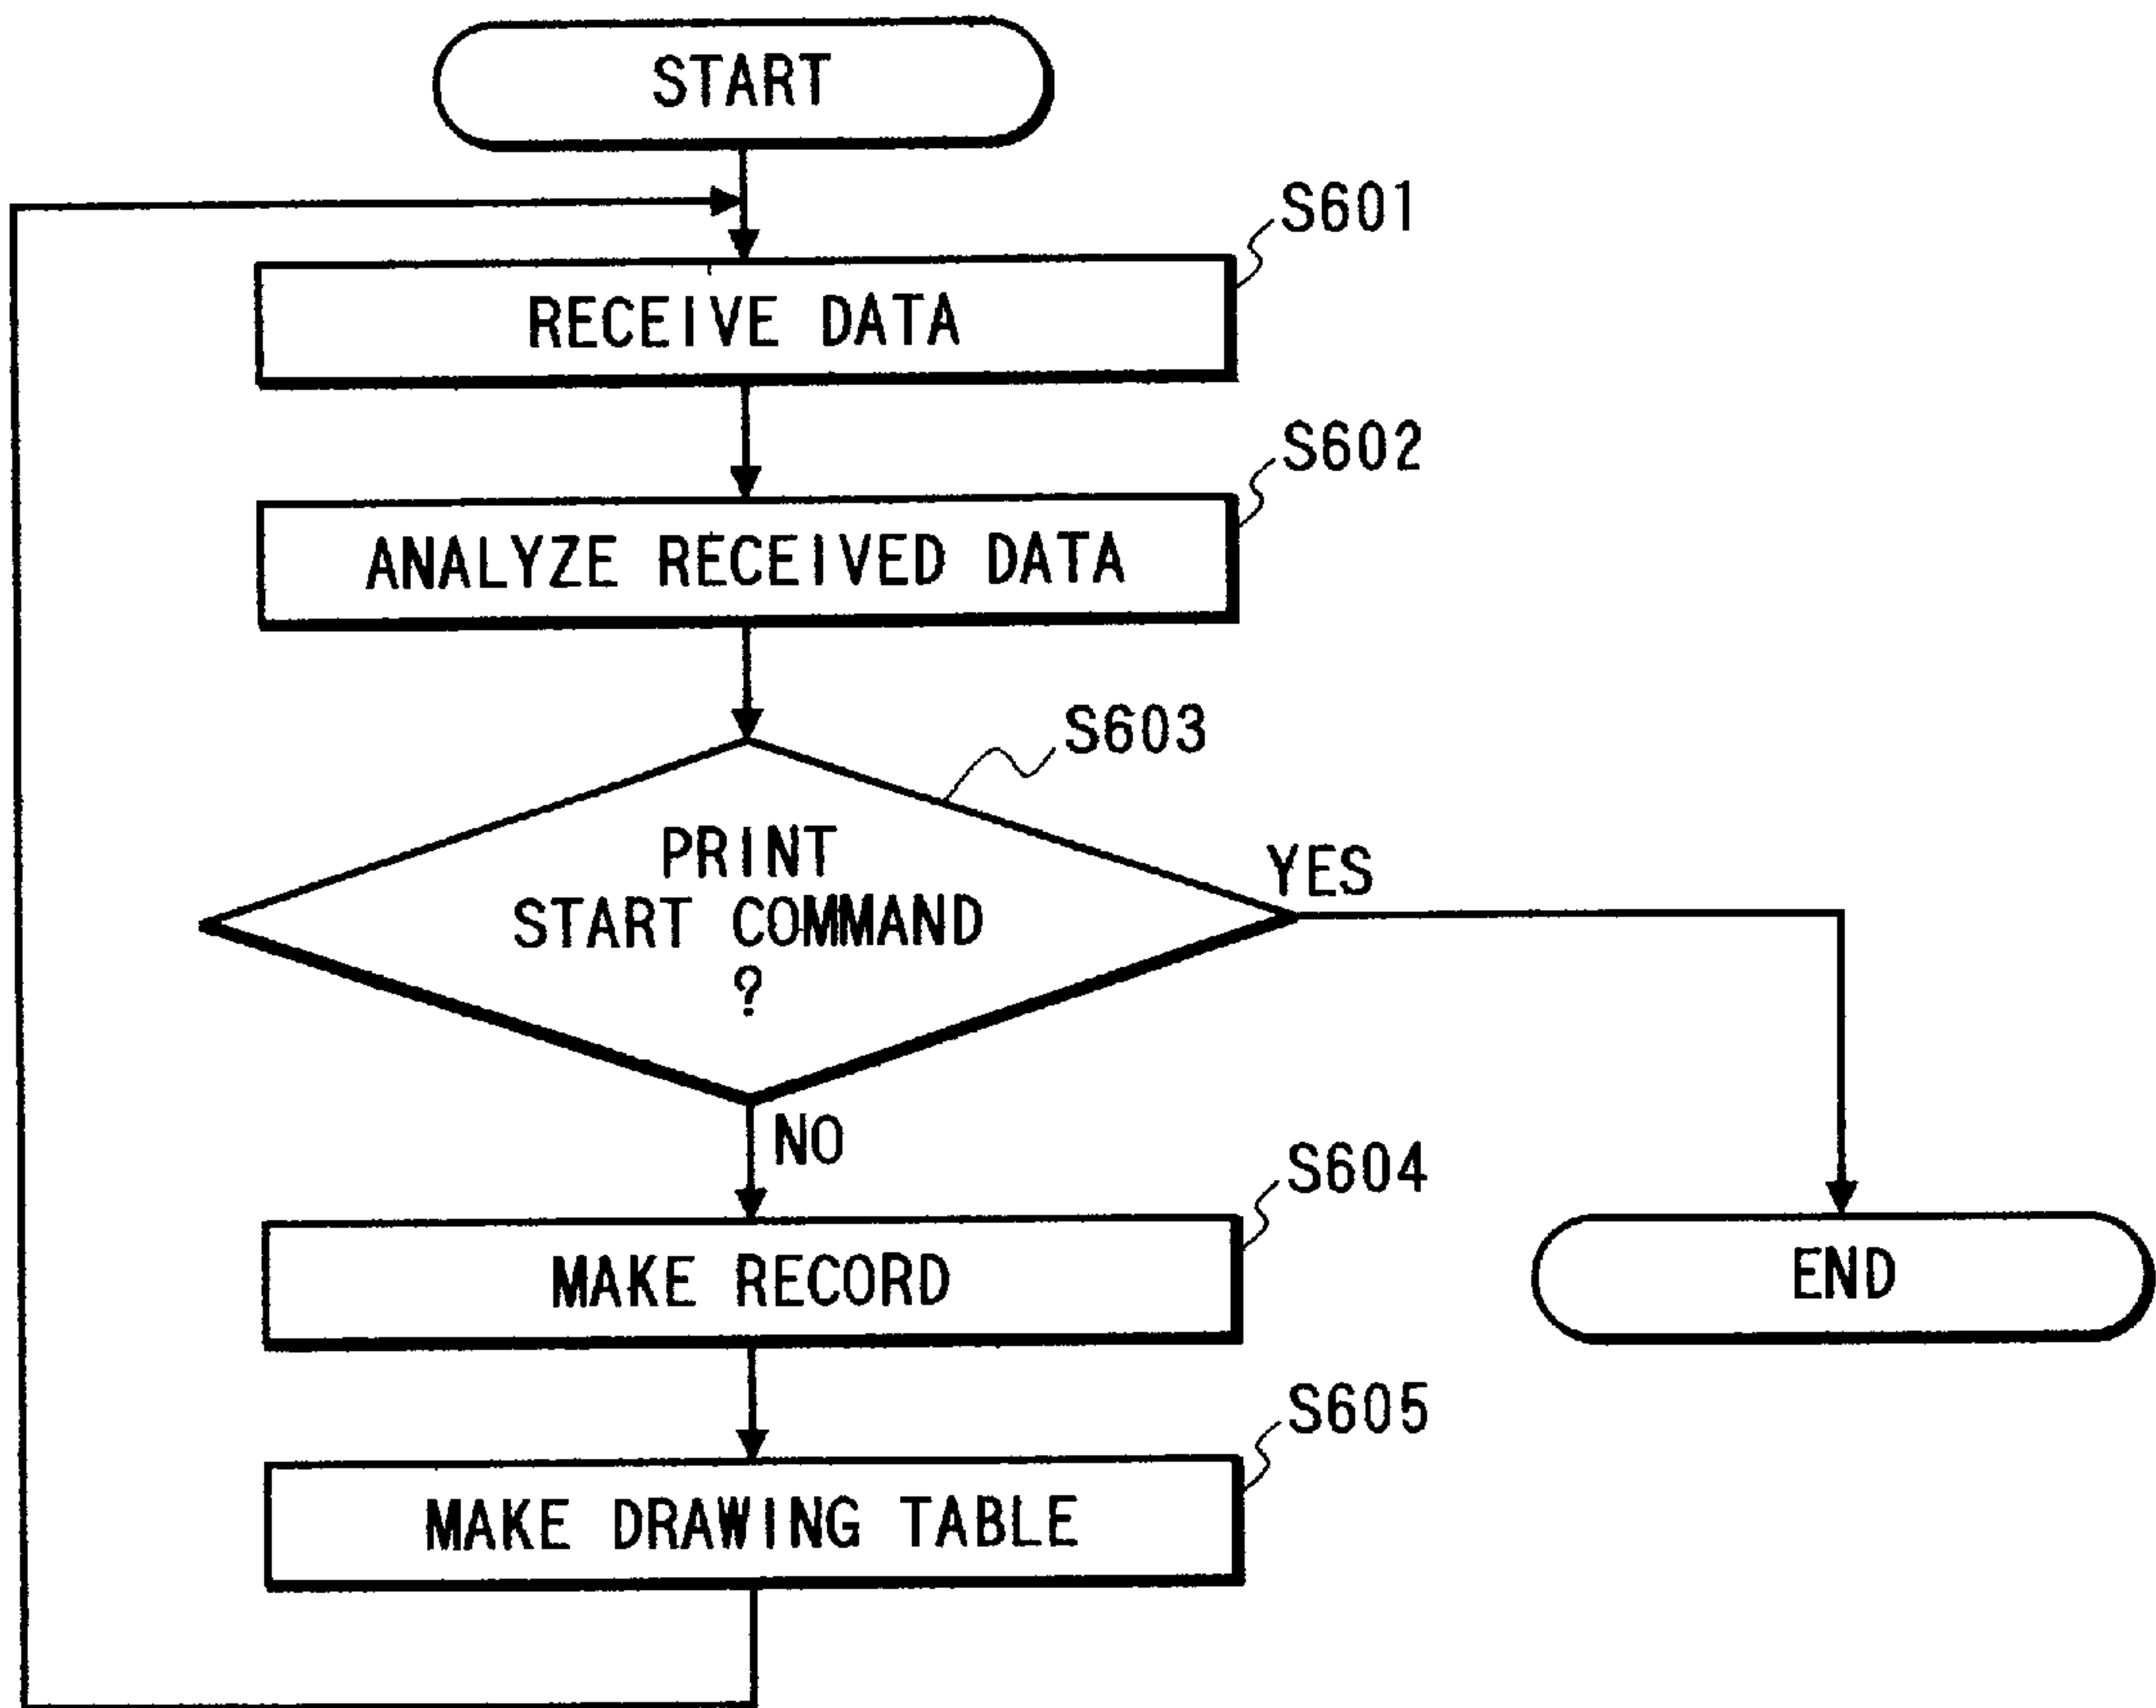 START
S601
RECEIVE DATA
S602
ANALYZE RECEIVED DATA
S603
PRINT
START COMMAND
?
YES
NO
S604
MAKE RECORD
END
S605
MAKE DRAWING TABLE